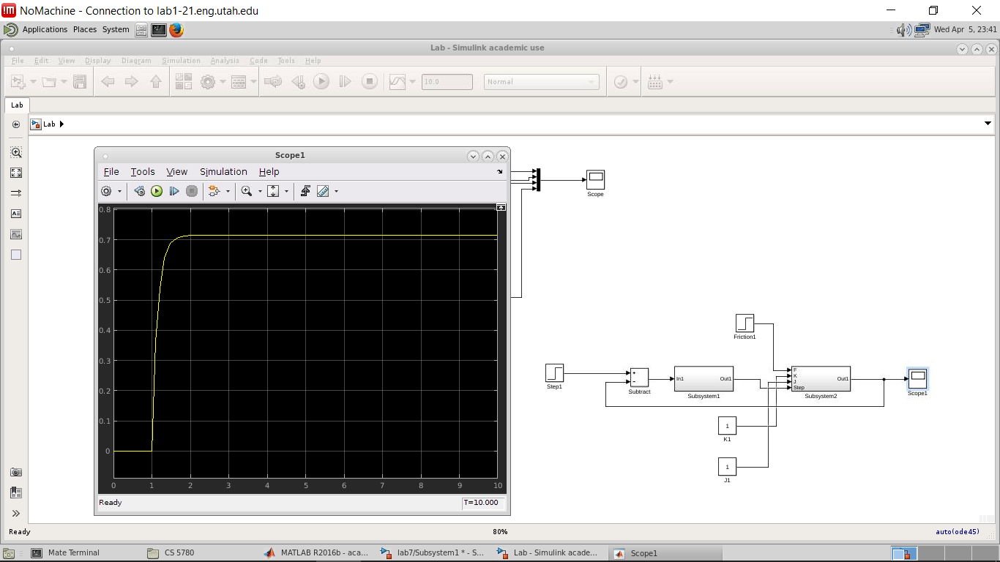 NoMachine - Connection to lab1-21.eng.utah.edu
Applications Places System
Wed Apr 5, 23:41
Lab - Simulink academic use
File Edit View Display Diagram Simulation Analysis Code Tools Help
10.0
Normal
Lab
Lab
Scope1
File Tools View Simulation Help
0.8
0.7
0.6
0.5
0.4
0.3
0.2
0.1
0
0 1 2 3 4 5 6 7 8 9 10
Ready
T=10.000
Scope
Friction1
Step1
+
-
Subtract
In1 Out1
Subsystem1
F
K
J
Step
Out1
Subsystem2
Scope1
1
K1
1
J1
Ready
80%
auto(ode45)
Mate Terminal
CS 5780
MATLAB R2016b - aca...
lab7/Subsystem1 * - S...
Lab - Simulink acade...
Scope1